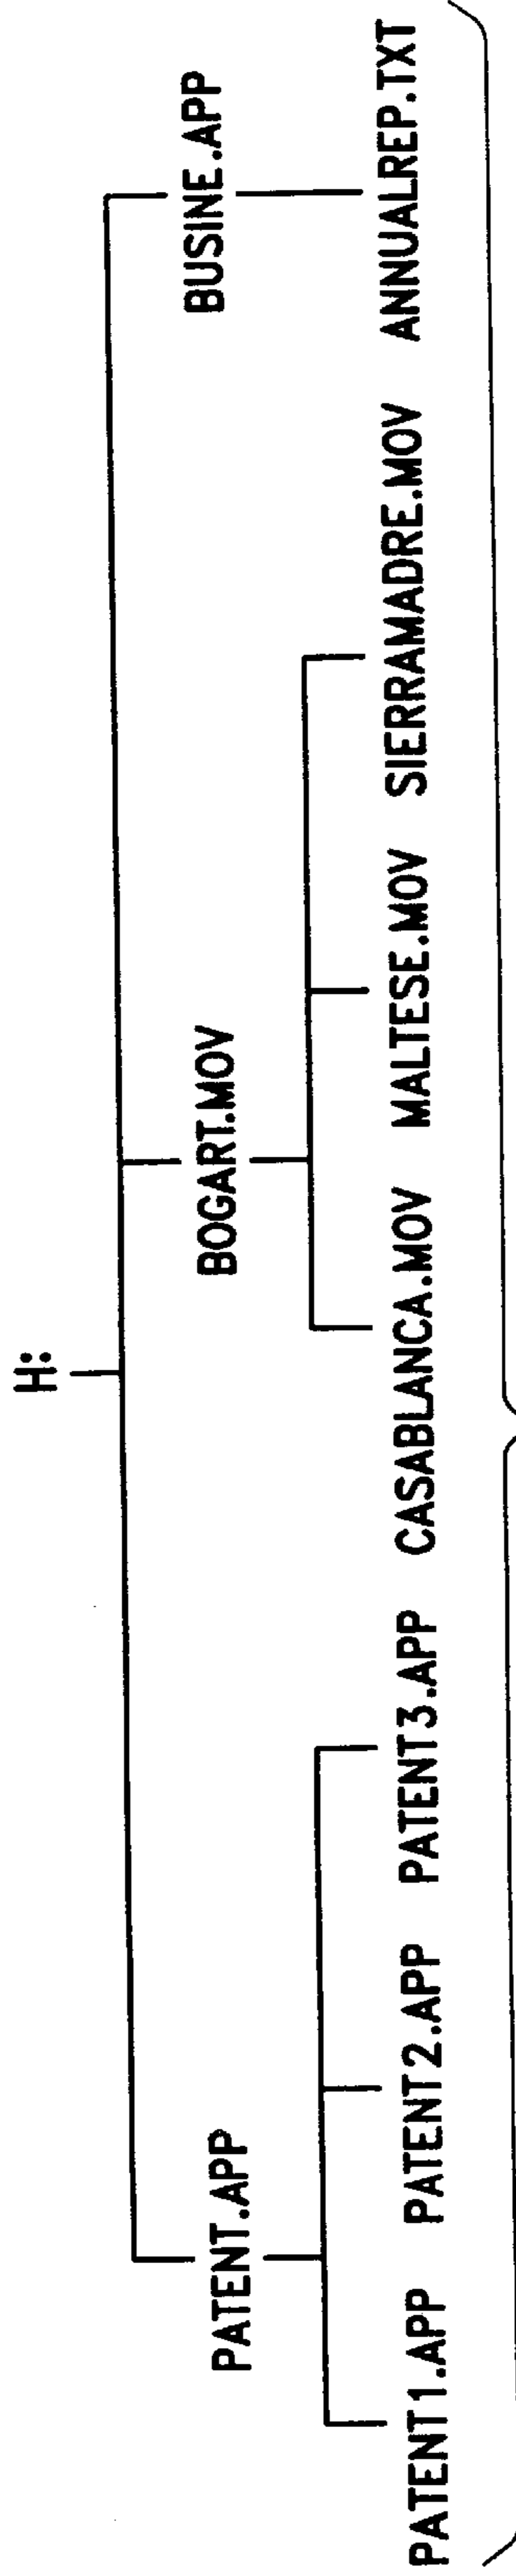 H:
PATENT.APP BOGART.MOV BUSINE.APP
PATENT1.APP PATENT2.APP PATENT3.APP CASABLANCA.MOV MALTESE.MOV SIERRAMADRE.MOV ANNUALREP.TXT